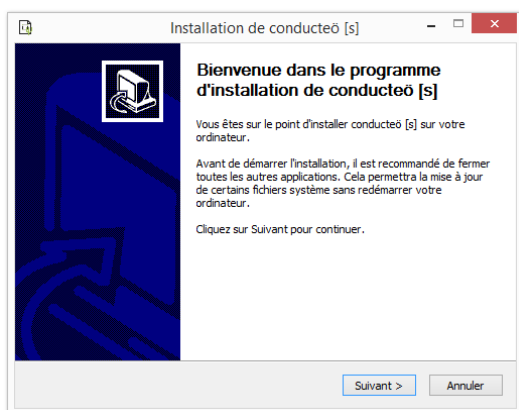 Installation de conducteö [s]
Bienvenue dans le programme
d'installation de conducteö [s]
Vous êtes sur le point d'installer conducteö [s] sur votre
ordinateur.
Avant de démarrer l'installation, il est recommandé de fermer
toutes les autres applications. Cela permettra la mise à jour
de certains fichiers système sans redémarrer votre
ordinateur.
Cliquez sur Suivant pour continuer.
Suivant > Annuler